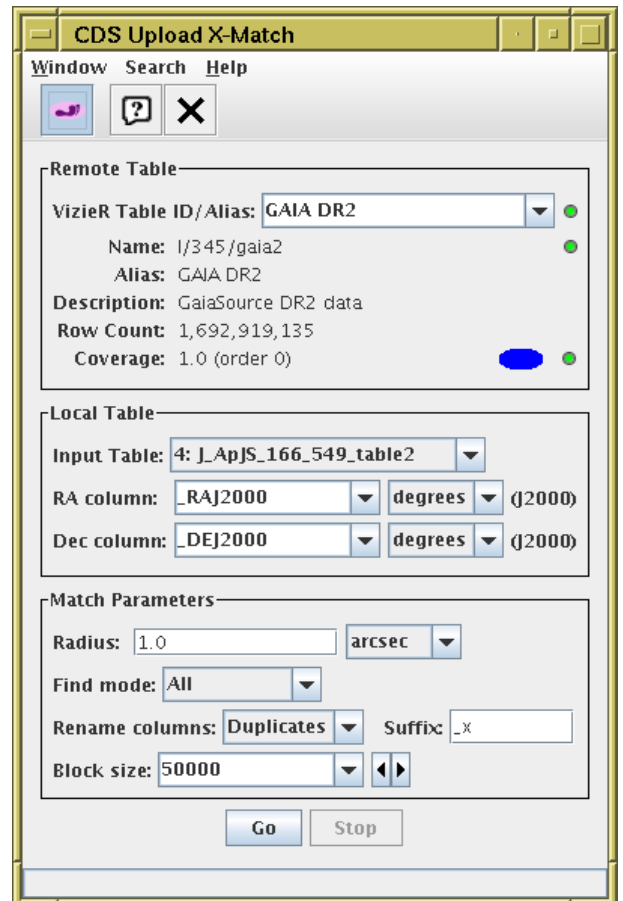 CDS Upload X-Match
Window Search Help
Remote Table
VizieR Table ID/Alias: GAIA DR2
Name: I/345/gaia2
Alias: GAIA DR2
Description: GaiaSource DR2 data
Row Count: 1,692,919,135
Coverage: 1.0 (order 0)
Local Table
Input Table: 4: J_ApJS_166_549_table2
RA column: _RAJ2000 degrees (J2000)
Dec column: _DEJ2000 degrees (J2000)
Match Parameters
Radius: 1.0 arcsec
Find mode: All
Rename columns: Duplicates Suffix: _x
Block size: 50000
Go Stop